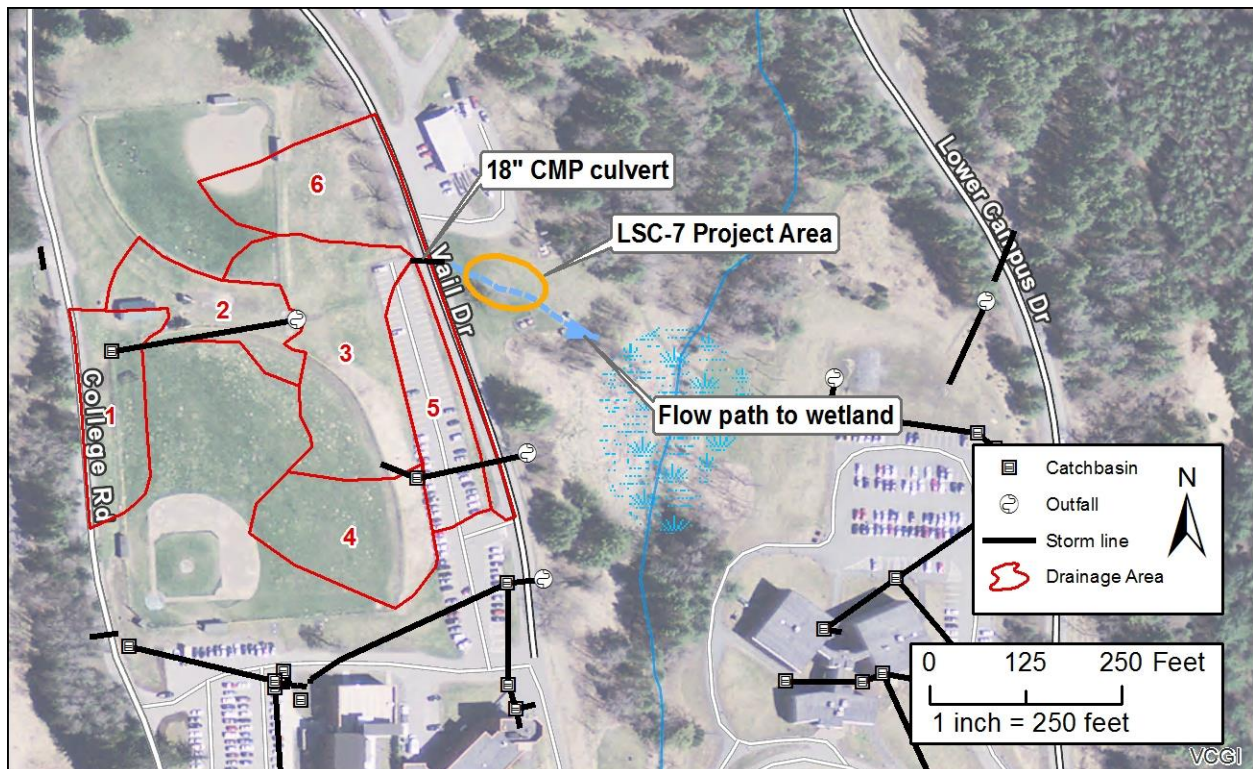 18" CMP culvert
LSC-7 Project Area
Flow path to wetland
College Rd
Vail Dr
Lower Campus Dr
6
2
3
1
5
4
N
Catchbasin
Outfall
Storm line
Drainage Area
0 125 250 Feet
1 inch = 250 feet
VCGI